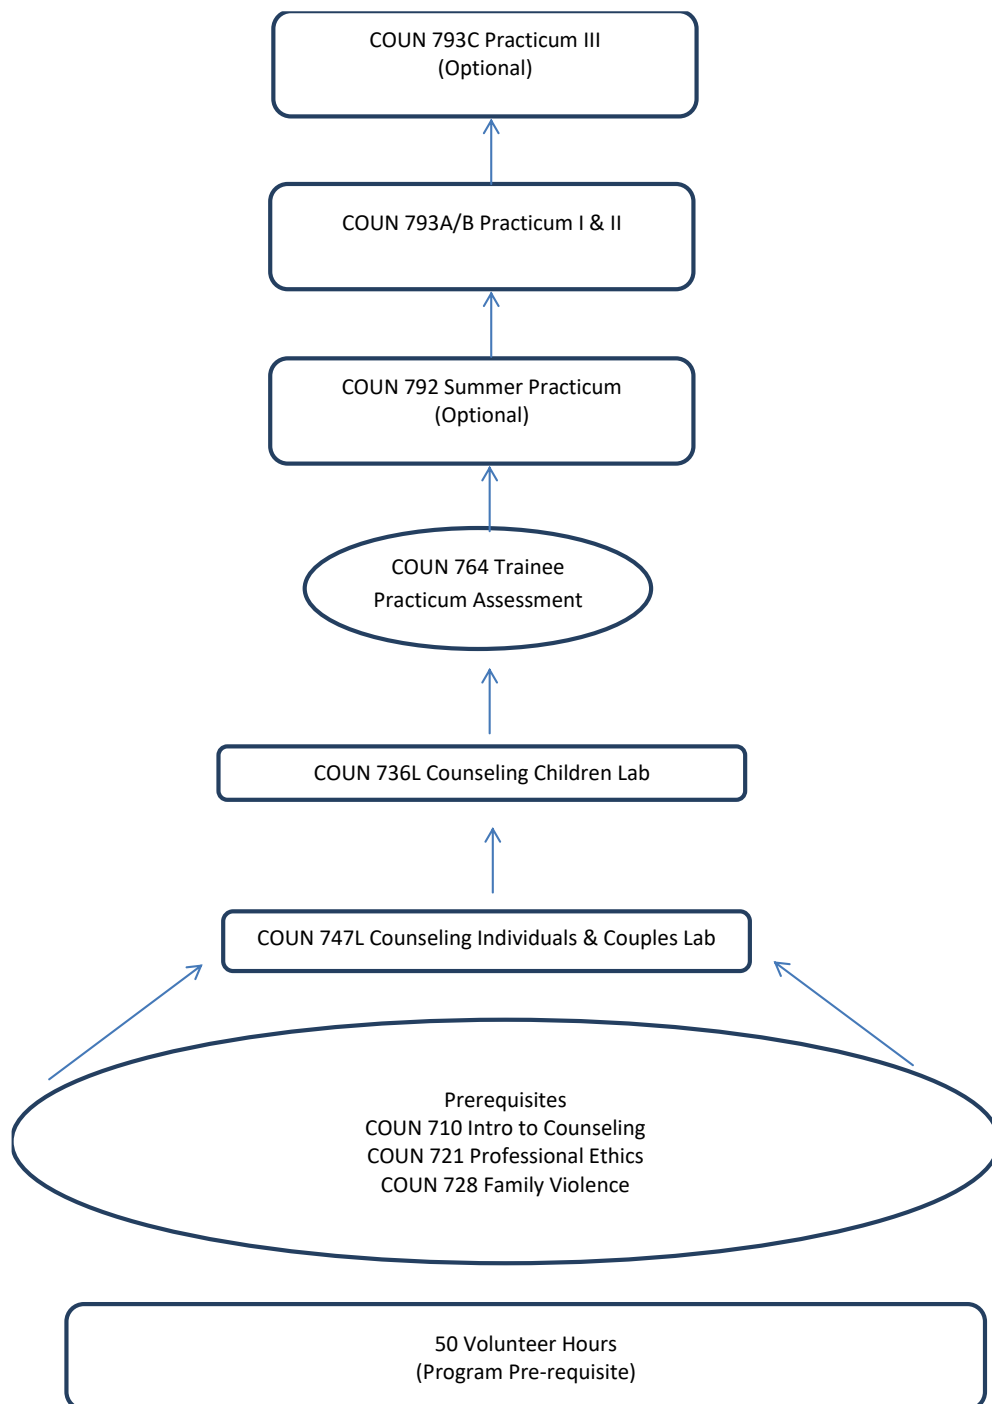 COUN 793C Practicum III
(Optional)
COUN 793A/B Practicum I & II
COUN 792 Summer Practicum
(Optional)
COUN 764 Trainee
Practicum Assessment
COUN 736L Counseling Children Lab
COUN 747L Counseling Individuals & Couples Lab
Prerequisites
COUN 710 Intro to Counseling
COUN 721 Professional Ethics
COUN 728 Family Violence
50 Volunteer Hours
(Program Pre-requisite)